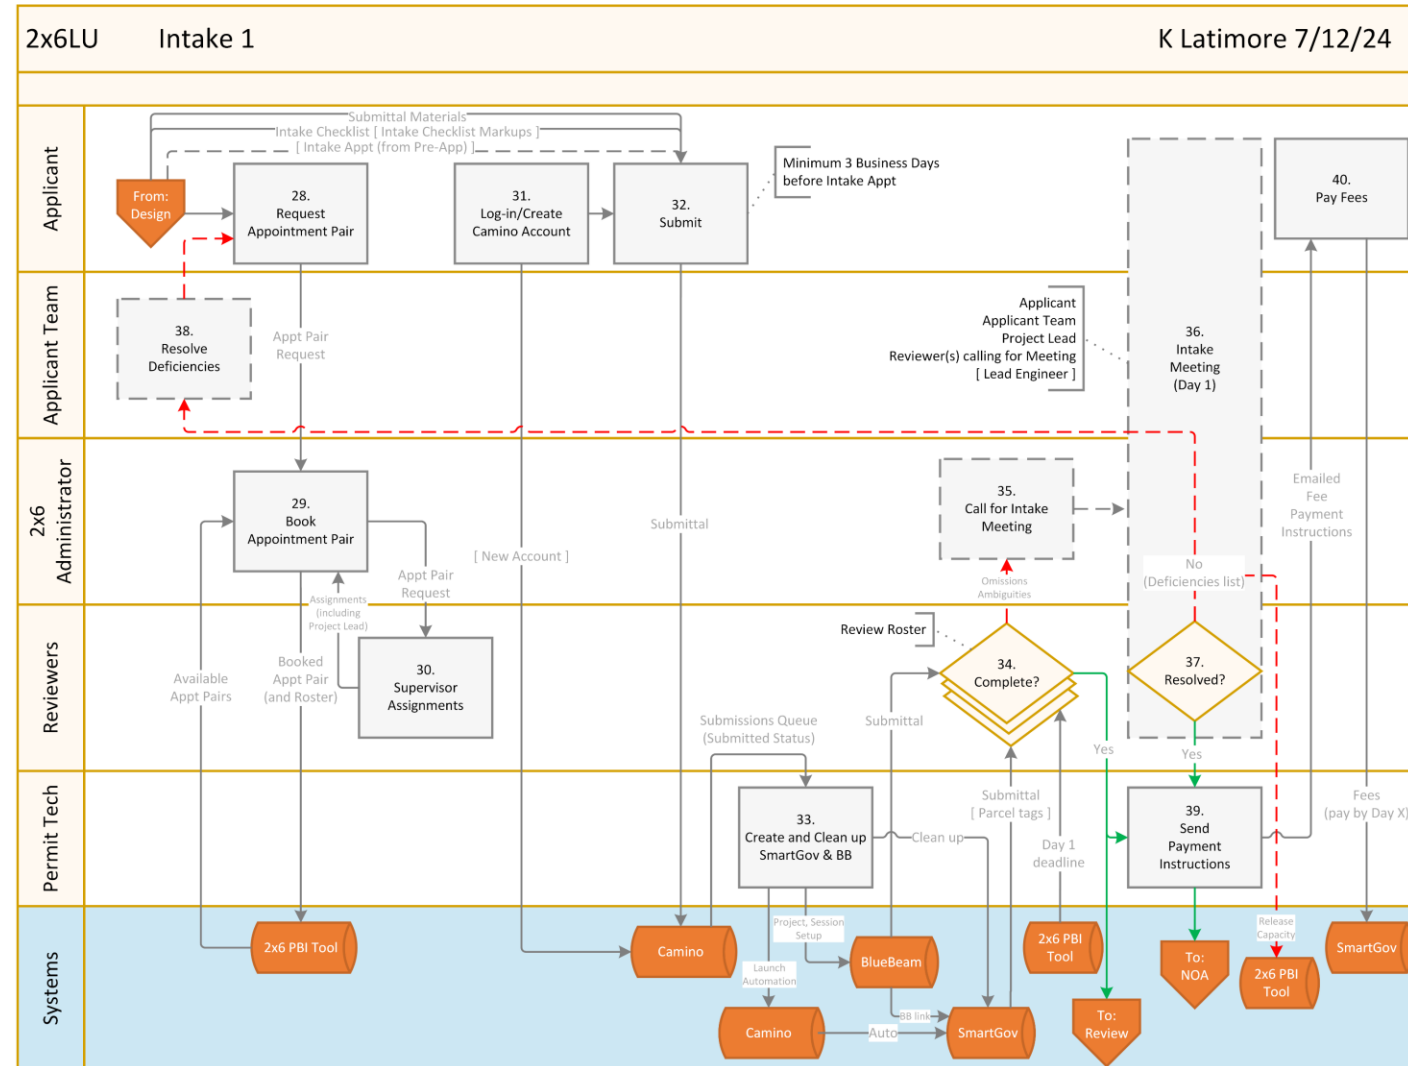 2x6LU
Intake 1
K Latimore 7/12/24
Applicant
Submittal Materials
Intake Checklist [ Intake Checklist Markups ]
[ Intake Appt (from Pre-App) ]
From:
Design
28.
Request
Appointment Pair
31.
Log-in/Create
Camino Account
32.
Submit
Minimum 3 Business Days
before Intake Appt
40.
Pay Fees
Applicant Team
38.
Resolve
Deficiencies
Appt Pair
Request
Applicant
Applicant Team
Project Lead
Reviewer(s) calling for Meeting
[ Lead Engineer ]
36.
Intake
Meeting
(Day 1)
2x6
Administrator
29.
Book
Appointment Pair
Appt Pair
Request
Assignments
(including
Project Lead)
[ New Account ]
Submittal
35.
Call for Intake
Meeting
Omissions
Ambiguities
No
(Deficiencies list)
Emailed
Fee
Payment
Instructions
Reviewers
Available
Appt Pairs
Booked
Appt Pair
(and Roster)
30.
Supervisor
Assignments
Submissions Queue
(Submitted Status)
Submittal
Review Roster
34.
Complete?
37.
Resolved?
Yes
Yes
Permit Tech
33.
Create and Clean up
SmartGov & BB
Clean up
Submittal
[ Parcel tags ]
Day 1
deadline
39.
Send
Payment
Instructions
Fees
(pay by Day X)
Systems
2x6 PBI Tool
Camino
Project, Session
Setup
Launch
Automation
BlueBeam
BB link
Camino
Auto
SmartGov
2x6 PBI
Tool
To:
Review
To:
NOA
Release
Capacity
2x6 PBI
Tool
SmartGov